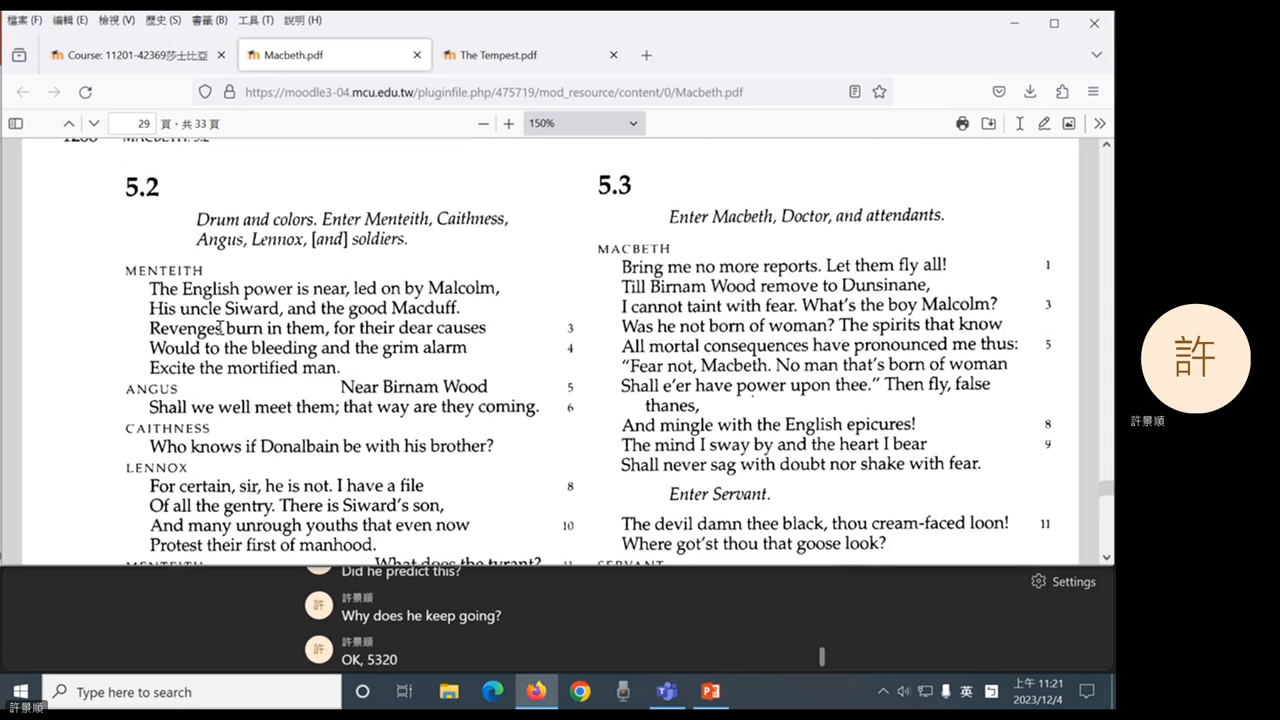 檔案 (F) 編輯 (E) 檢視 (V) 歷史 (S) 書籤 (B) 工具 (T) 說明 (H)
Course: 11201-42369莎士比亞
Macbeth.pdf
The Tempest.pdf
https://moodle3-04.mcu.edu.tw/pluginfile.php/475719/mod_resource/content/0/Macbeth.pdf
29 頁，共 33 頁
150%
5.2
Drum and colors. Enter Menteith, Caithness,
Angus, Lennox, [and] soldiers.
MENTEITH
The English power is near, led on by Malcolm,
His uncle Siward, and the good Macduff.
Revenges burn in them, for their dear causes 3
Would to the bleeding and the grim alarm 4
Excite the mortified man.
ANGUS Near Birnam Wood 5
Shall we well meet them; that way are they coming. 6
CAITHNESS
Who knows if Donalbain be with his brother?
LENNOX
For certain, sir, he is not. I have a file 8
Of all the gentry. There is Siward's son,
And many unrough youths that even now 10
Protest their first of manhood.
MENTEITH What does the tyrant? 11
5.3
Enter Macbeth, Doctor, and attendants.
MACBETH
Bring me no more reports. Let them fly all! 1
Till Birnam Wood remove to Dunsinane,
I cannot taint with fear. What's the boy Malcolm? 3
Was he not born of woman? The spirits that know
All mortal consequences have pronounced me thus: 5
"Fear not, Macbeth. No man that's born of woman
Shall e'er have power upon thee." Then fly, false
thanes,
And mingle with the English epicures! 8
The mind I sway by and the heart I bear 9
Shall never sag with doubt nor shake with fear.
Enter Servant.
The devil damn thee black, thou cream-faced loon! 11
Where got'st thou that goose look?
SERVANT
許
許景順
Did he predict this?
許景順
許
Why does he keep going?
許景順
許
OK, 5320
Settings
Type here to search
英
上午 11:21
2023/12/4
許景順